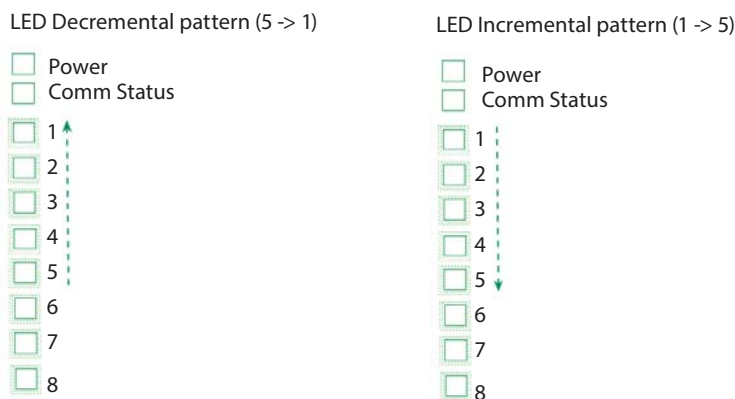 LED Decremental pattern (5 -> 1)
Power
Comm Status
1
2
3
4
5
6
7
8
LED Incremental pattern (1 -> 5)
Power
Comm Status
1
2
3
4
5
6
7
8